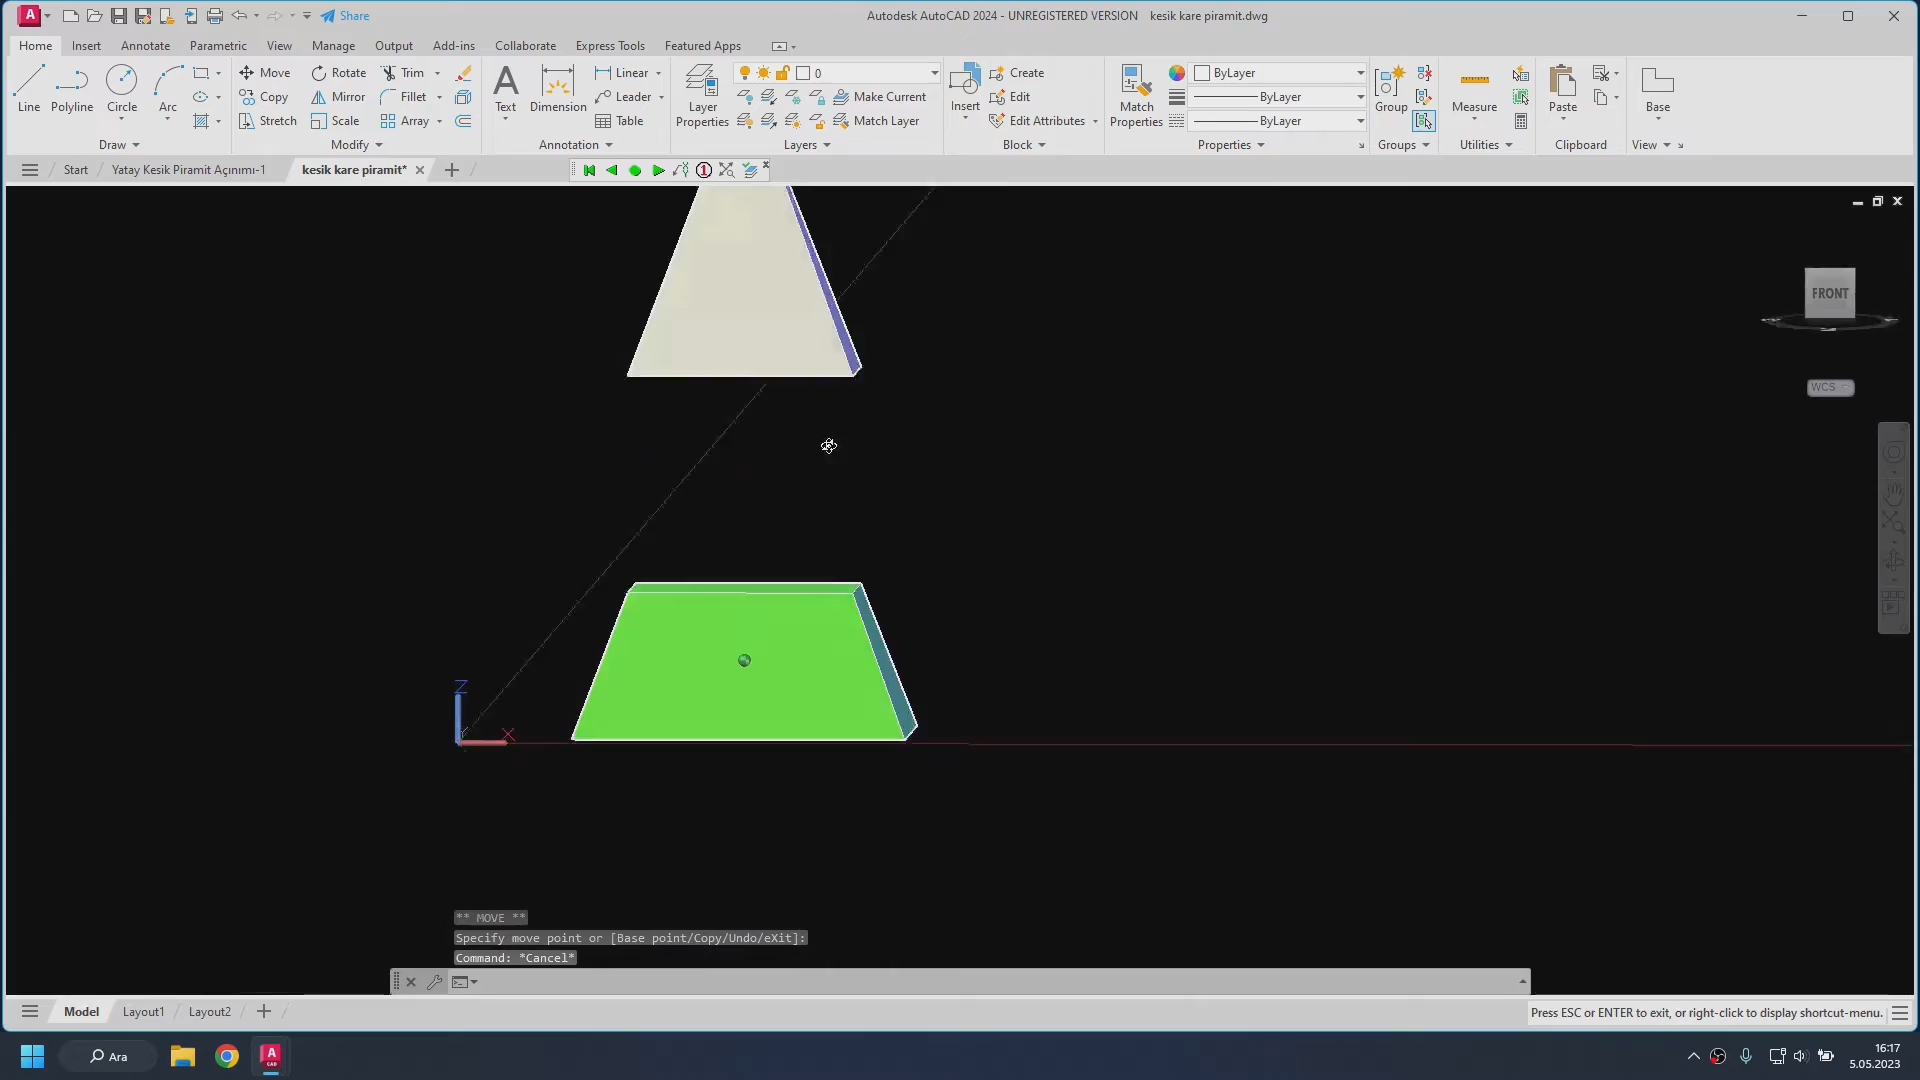 Share
Autodesk AutoCAD 2024 - UNREGISTERED VERSION kesik kare piramit.dwg
Home Insert Annotate Parametric View Manage Output Add-ins Collaborate Express Tools Featured Apps
Line Polyline Circle Arc
Move Rotate Trim
Copy Mirror Fillet
Stretch Scale Array
Text Dimension
Linear
Leader
Table
Layer Properties
0
Make Current
Match Layer
Insert
Create
Edit
Edit Attributes
Match Properties
ByLayer
ByLayer
ByLayer
Group
Measure
Paste
Base
Draw Modify Annotation Layers Block Properties Groups Utilities Clipboard View
Start Yatay Kesik Piramit Açınımı-1 kesik kare piramit*
1
FRONT
WCS
Z
Y
X
** MOVE **
Specify move point or [Base point/Copy/Undo/eXit]:
Command: *Cancel*
Model Layout1 Layout2
Press ESC or ENTER to exit, or right-click to display shortcut-menu.
Ara
A
CAD
16:17
5.05.2023